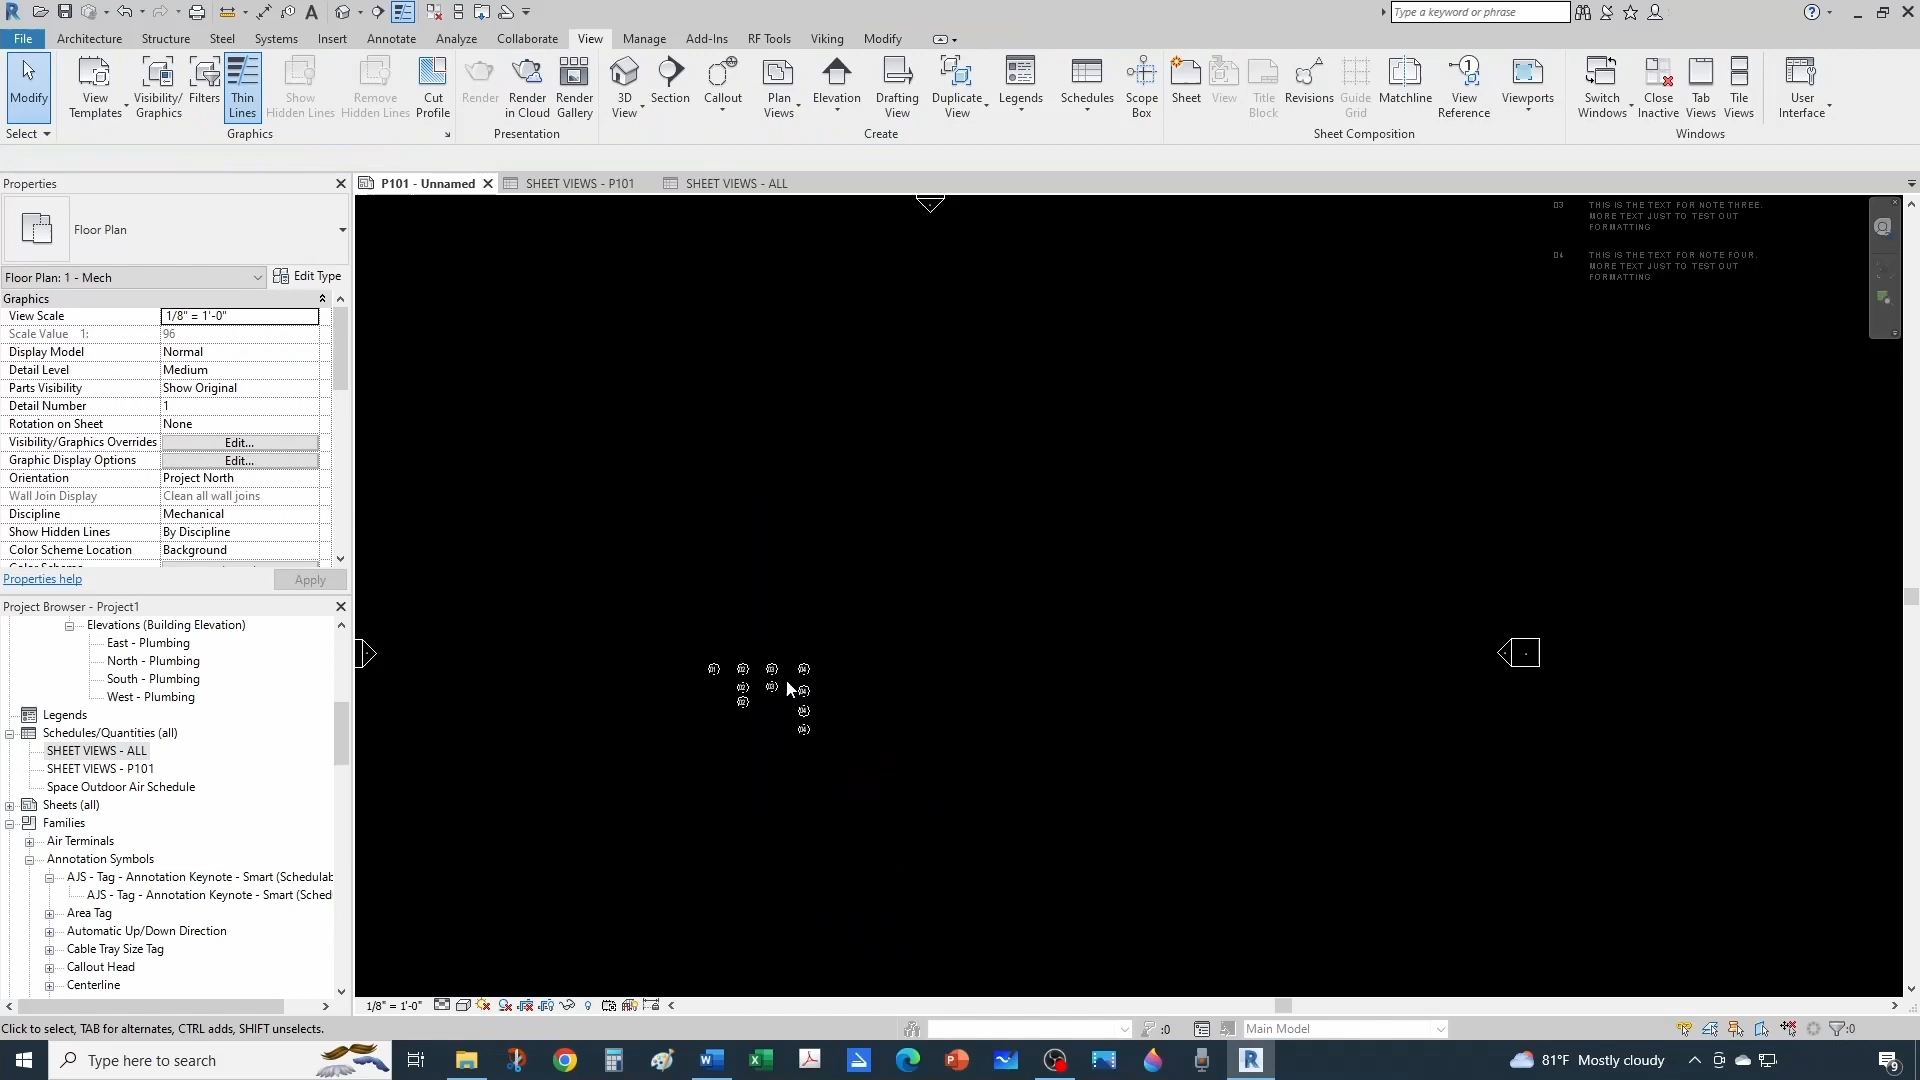 Type a keyword or phrase
File Architecture Structure Steel Systems Insert Annotate Analyze Collaborate View Manage Add-Ins RF Tools Viking Modify
Modify
View Templates
Visibility/ Graphics
Filters
Thin Lines
Show Hidden Lines
Remove Hidden Lines
Cut Profile
Render
Render in Cloud
Render Gallery
3D View
Section
Callout
Plan Views
Elevation
Drafting View
Duplicate View
Legends
Schedules
Scope Box
Sheet
View
Title Block
Revisions
Guide Grid
Matchline
View Reference
Viewports
Switch Windows
Close Inactive
Tab Views
Tile Views
User Interface
Select Graphics Presentation Create Sheet Composition Windows
Properties
P101 - Unnamed
SHEET VIEWS - P101
SHEET VIEWS - ALL
Floor Plan
Floor Plan: 1 - Mech
Edit Type
Graphics
View Scale 1/8" = 1'-0"
Scale Value 1: 96
Display Model Normal
Detail Level Medium
Parts Visibility Show Original
Detail Number 1
Rotation on Sheet None
Visibility/Graphics Overrides Edit...
Graphic Display Options Edit...
Orientation Project North
Wall Join Display Clean all wall joins
Discipline Mechanical
Show Hidden Lines By Discipline
Color Scheme Location Background
Properties help
Apply
Project Browser - Project1
Elevations (Building Elevation)
East - Plumbing
North - Plumbing
South - Plumbing
West - Plumbing
Legends
Schedules/Quantities (all)
SHEET VIEWS - ALL
SHEET VIEWS - P101
Space Outdoor Air Schedule
Sheets (all)
Families
Air Terminals
Annotation Symbols
AJS - Tag - Annotation Keynote - Smart (Schedulab
AJS - Tag - Annotation Keynote - Smart (Sched
Area Tag
Automatic Up/Down Direction
Cable Tray Size Tag
Callout Head
Centerline
03 THIS IS THE TEXT FOR NOTE THREE.
MORE TEXT JUST TO TEST OUT
FORMATTING
04 THIS IS THE TEXT FOR NOTE FOUR.
MORE TEXT JUST TO TEST OUT
FORMATTING
1/8" = 1'-0"
Click to select, TAB for alternates, CTRL adds, SHIFT unselects.
:0
Main Model
:0
Type here to search
81°F Mostly cloudy
9